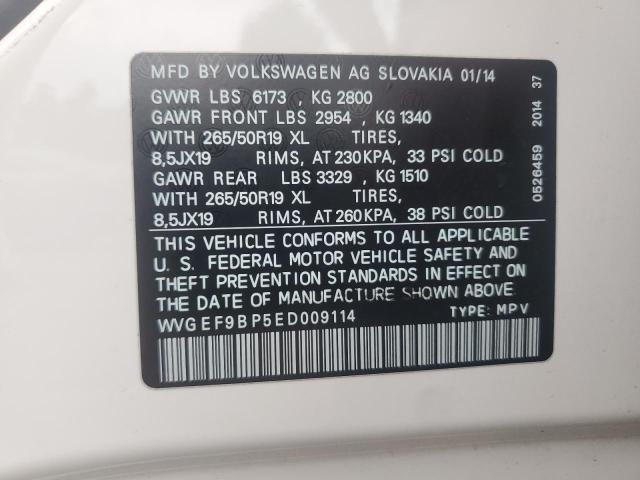 MFD BY VOLKSWAGEN AG SLOVAKIA 01/14
GVWR LBS 6173 , KG 2800
GAWR FRONT LBS 2954 , KG 1340
WITH 265/50R19 XL TIRES,
8,5JX19 RIMS, AT 230KPA, 33 PSI COLD
GAWR REAR LBS 3329 , KG 1510
WITH 265/50R19 XL TIRES,
8,5JX19 RIMS, AT 260KPA, 38 PSI COLD
THIS VEHICLE CONFORMS TO ALL APPLICABLE
U. S. FEDERAL MOTOR VEHICLE SAFETY AND
THEFT PREVENTION STANDARDS IN EFFECT ON
THE DATE OF MANUFACTURE SHOWN ABOVE
WVGEF9BP5ED009114 TYPE: MPV
0526459 2014 37